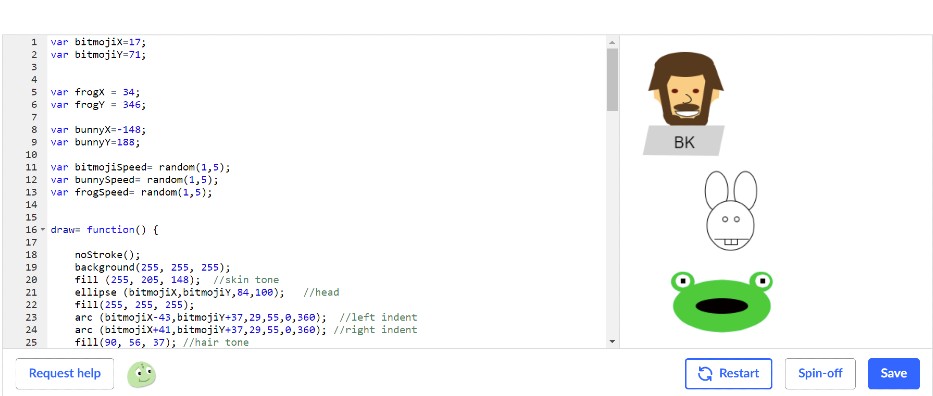 1 var bitmojiX=17;
2 var bitmojiY=71;
3
4
5 var frogX = 34;
6 var frogY = 346;
7
8 var bunnyX=-148;
9 var bunnyY=188;
10
11 var bitmojiSpeed= random(1,5);
12 var bunnySpeed= random(1,5);
13 var frogSpeed= random(1,5);
14
15
16 draw= function() {
17
18 noStroke();
19 background(255, 255, 255);
20 fill (255, 205, 148); //skin tone
21 ellipse (bitmojiX,bitmojiY,84,100); //head
22 fill(255, 255, 255);
23 arc (bitmojiX-43,bitmojiY+37,29,55,0,360); //left indent
24 arc (bitmojiX+41,bitmojiY+37,29,55,0,360); //right indent
25 fill(90, 56, 37); //hair tone
BK
Request help
Restart
Spin-off
Save